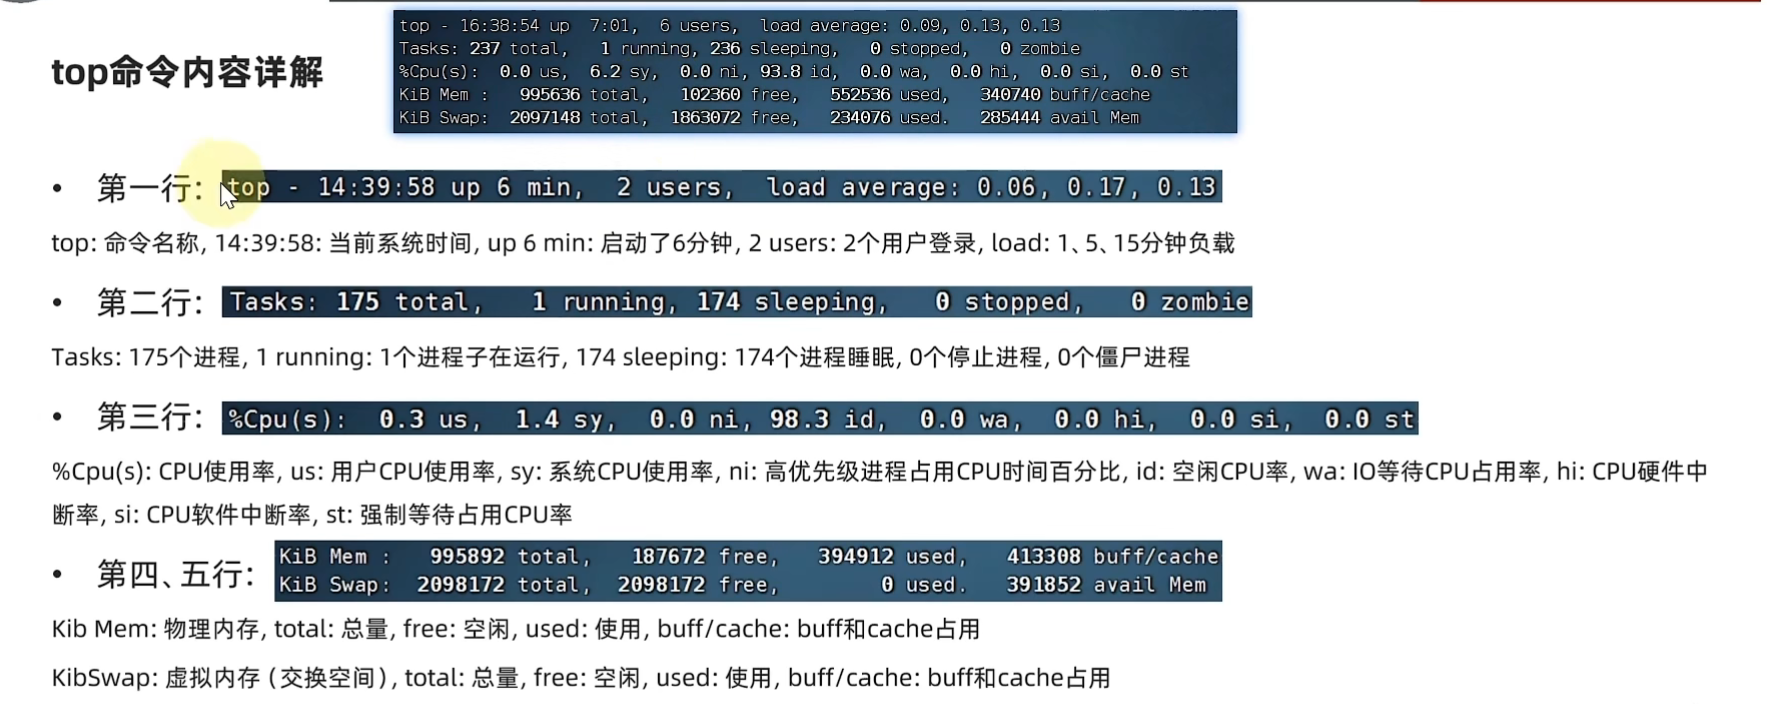 top - 16:38:54 up  7:01,  6 users,  load average: 0.09, 0.13, 0.13
Tasks: 237 total,   1 running, 236 sleeping,   0 stopped,   0 zombie
%Cpu(s):  0.0 us,  6.2 sy,  0.0 ni, 93.8 id,  0.0 wa,  0.0 hi,  0.0 si,  0.0 st
KiB Mem :   995636 total,   102360 free,   552536 used,   340740 buff/cache
KiB Swap:  2097148 total,  1863072 free,   234076 used.   285444 avail Mem
top命令内容详解
• 第一行: top - 14:39:58 up 6 min,  2 users,  load average: 0.06, 0.17, 0.13
top: 命令名称, 14:39:58: 当前系统时间, up 6 min: 启动了6分钟, 2 users: 2个用户登录, load: 1、5、15分钟负载
• 第二行: Tasks: 175 total,   1 running, 174 sleeping,   0 stopped,   0 zombie
Tasks: 175个进程, 1 running: 1个进程子在运行, 174 sleeping: 174个进程睡眠, 0个停止进程, 0个僵尸进程
• 第三行: %Cpu(s):  0.3 us,  1.4 sy,  0.0 ni, 98.3 id,  0.0 wa,  0.0 hi,  0.0 si,  0.0 st
%Cpu(s): CPU使用率, us: 用户CPU使用率, sy: 系统CPU使用率, ni: 高优先级进程占用CPU时间百分比, id: 空闲CPU率, wa: IO等待CPU占用率, hi: CPU硬件中
断率, si: CPU软件中断率, st: 强制等待占用CPU率
• 第四、五行:
KiB Mem :   995892 total,   187672 free,   394912 used,   413308 buff/cache
KiB Swap:  2098172 total,  2098172 free,        0 used.   391852 avail Mem
Kib Mem: 物理内存, total: 总量, free: 空闲, used: 使用, buff/cache: buff和cache占用
KibSwap: 虚拟内存（交换空间）, total: 总量, free: 空闲, used: 使用, buff/cache: buff和cache占用